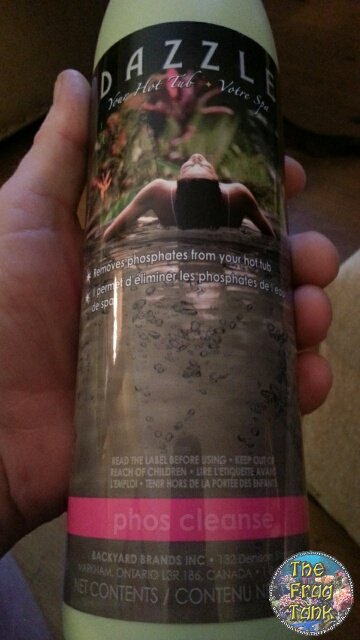 DAZZLE
Your Hot Tub • Votre Spa
* Removes phosphates from your hot tub
* permet d'éliminer les phosphates de l'eau
de spa
READ THE LABEL BEFORE USING • KEEP OUT OF
REACH OF CHILDREN • LIRE L'ÉTIQUETTE AVANT
L'EMPLOI • TENIR HORS DE LA PORTÉE DES ENFANTS
phos cleanse
BACKYARD BRANDS INC • 132 Denison
MARKHAM, ONTARIO L3R 1B6, CANADA •
NET CONTENTS / CONTENU
The
Frag
Tank